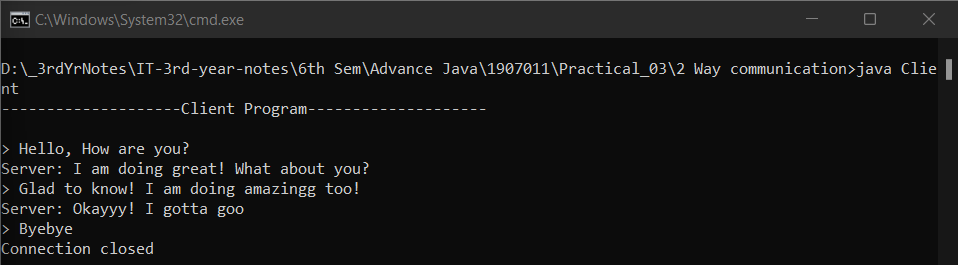 C:\Windows\System32\cmd.exe
D:\_3rdYrNotes\IT-3rd-year-notes\6th Sem\Advance Java\1907011\Practical_03\2 Way communication>java Clie
nt
--------------------Client Program--------------------
> Hello, How are you?
Server: I am doing great! What about you?
> Glad to know! I am doing amazingg too!
Server: Okayyy! I gotta goo
> Byebye
Connection closed